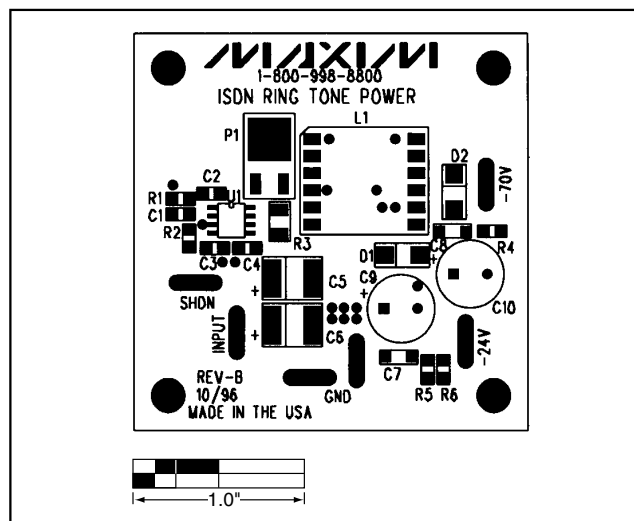 MAXIM
1-800-998-8800
ISDN RING TONE POWER
P1
L1
D2
-70V
C2
U1
R1
C1
R2
R3
C8
R4
C3
C4
D1
C9
+
C10
SHDN
+
C5
+
INPUT
+
C6
-24V
C7
GND
R5
R6
REV-B
10/96
MADE IN THE USA
1.0"